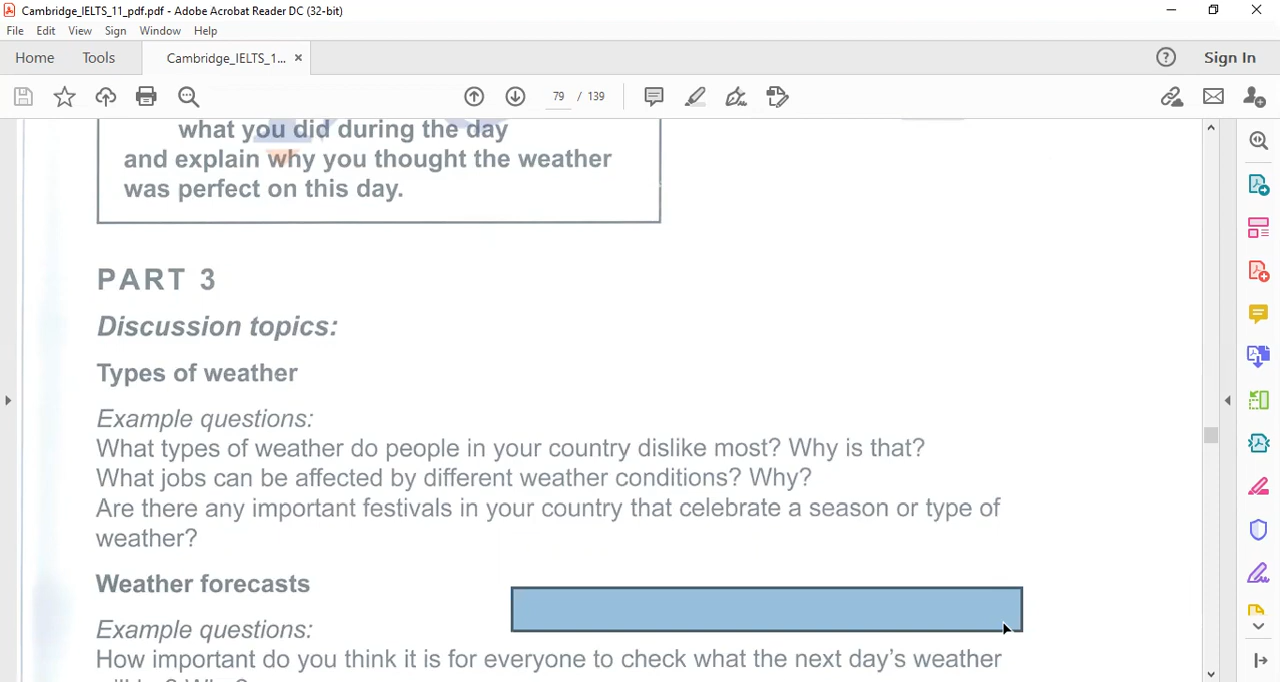 Cambridge_IELTS_11_pdf.pdf - Adobe Acrobat Reader DC (32-bit)
File Edit View Sign Window Help
Home Tools Cambridge_IELTS_1... × Sign In
79 / 139
what you did during the day
and explain why you thought the weather
was perfect on this day.
PART 3
Discussion topics:
Types of weather
Example questions:
What types of weather do people in your country dislike most? Why is that?
What jobs can be affected by different weather conditions? Why?
Are there any important festivals in your country that celebrate a season or type of
weather?
Weather forecasts
Example questions:
How important do you think it is for everyone to check what the next day's weather